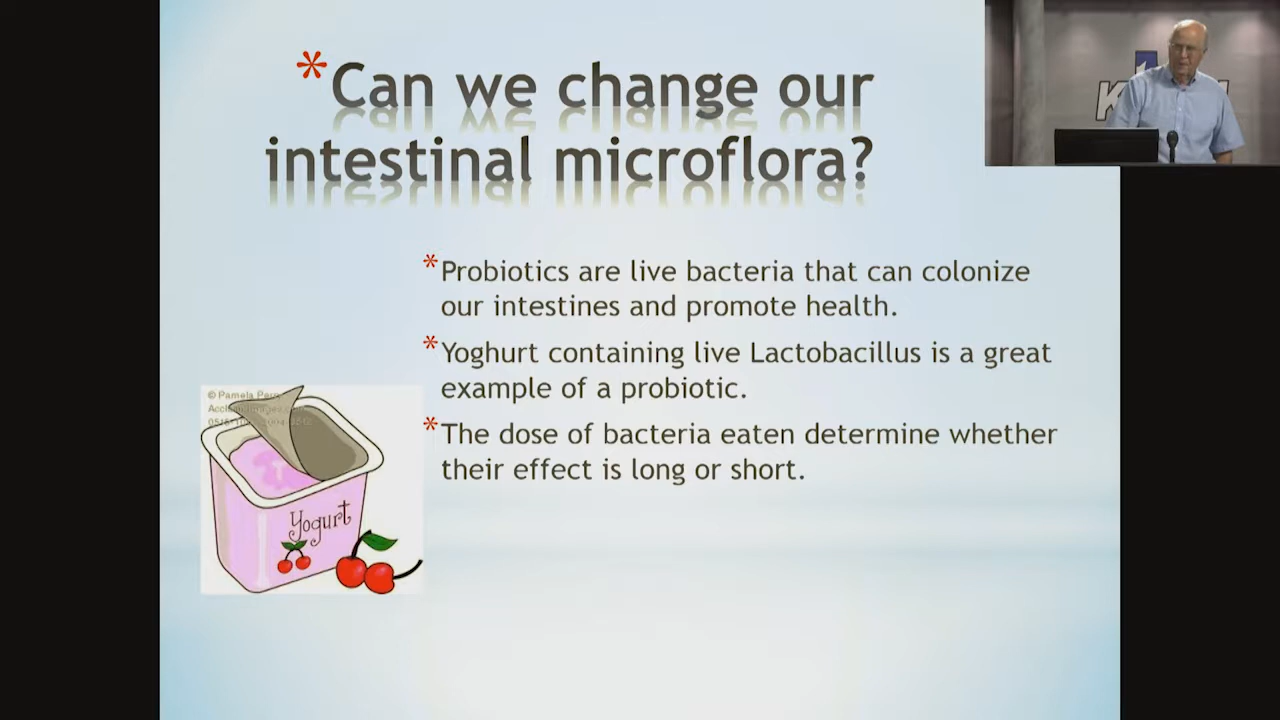 *Can we change our
intestinal microflora?
*Probiotics are live bacteria that can colonize
our intestines and promote health.
*Yoghurt containing live Lactobacillus is a great
example of a probiotic.
*The dose of bacteria eaten determine whether
their effect is long or short.
© Pamela
Yogurt